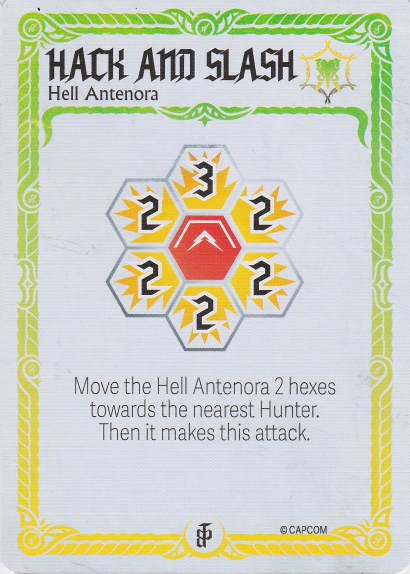 HACK AND SLASH
Hell Antenora
3
2 2
2 2
2
Move the Hell Antenora 2 hexes
towards the nearest Hunter.
Then it makes this attack.
© CAPCOM